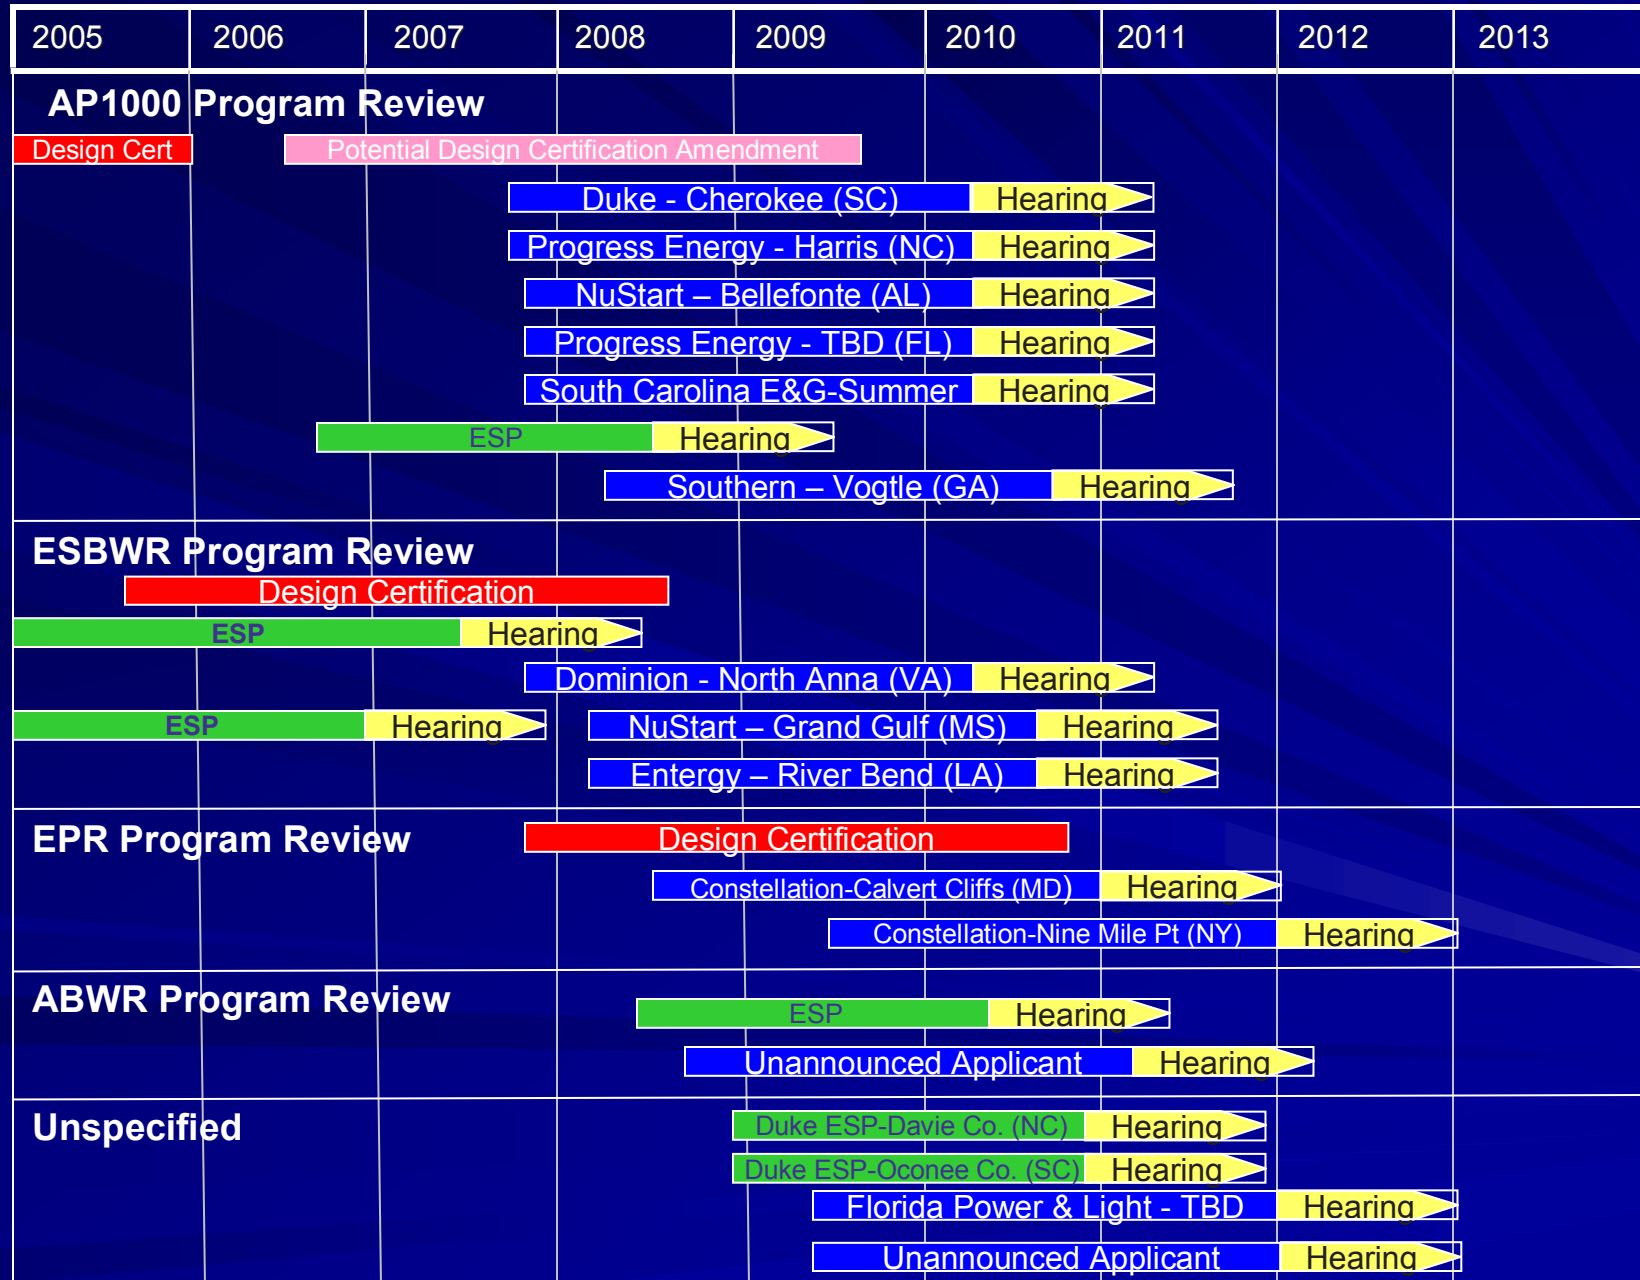 2005 2006 2007 2008 2009 2010 2011 2012 2013
AP1000 Program Review
Design Cert Potential Design Certification Amendment
Duke - Cherokee (SC) Hearing
Progress Energy - Harris (NC) Hearing
NuStart – Bellefonte (AL) Hearing
Progress Energy - TBD (FL) Hearing
South Carolina E&G-Summer Hearing
ESP Hearing
Southern – Vogtle (GA) Hearing
ESBWR Program Review
Design Certification
ESP Hearing
Dominion - North Anna (VA) Hearing
ESP Hearing NuStart – Grand Gulf (MS) Hearing
Entergy – River Bend (LA) Hearing
EPR Program Review Design Certification
Constellation-Calvert Cliffs (MD) Hearing
Constellation-Nine Mile Pt (NY) Hearing
ABWR Program Review
ESP Hearing
Unannounced Applicant Hearing
Unspecified Duke ESP-Davie Co. (NC) Hearing
Duke ESP-Oconee Co. (SC) Hearing
Florida Power & Light - TBD Hearing
Unannounced Applicant Hearing